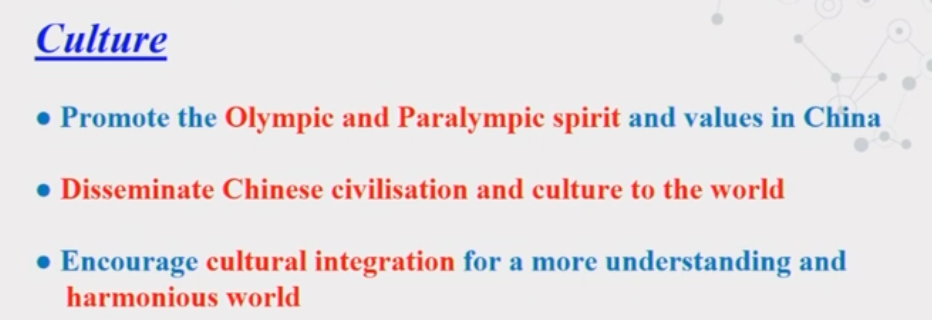 Culture
• Promote the Olympic and Paralympic spirit and values in China
• Disseminate Chinese civilisation and culture to the world
• Encourage cultural integration for a more understanding and
harmonious world